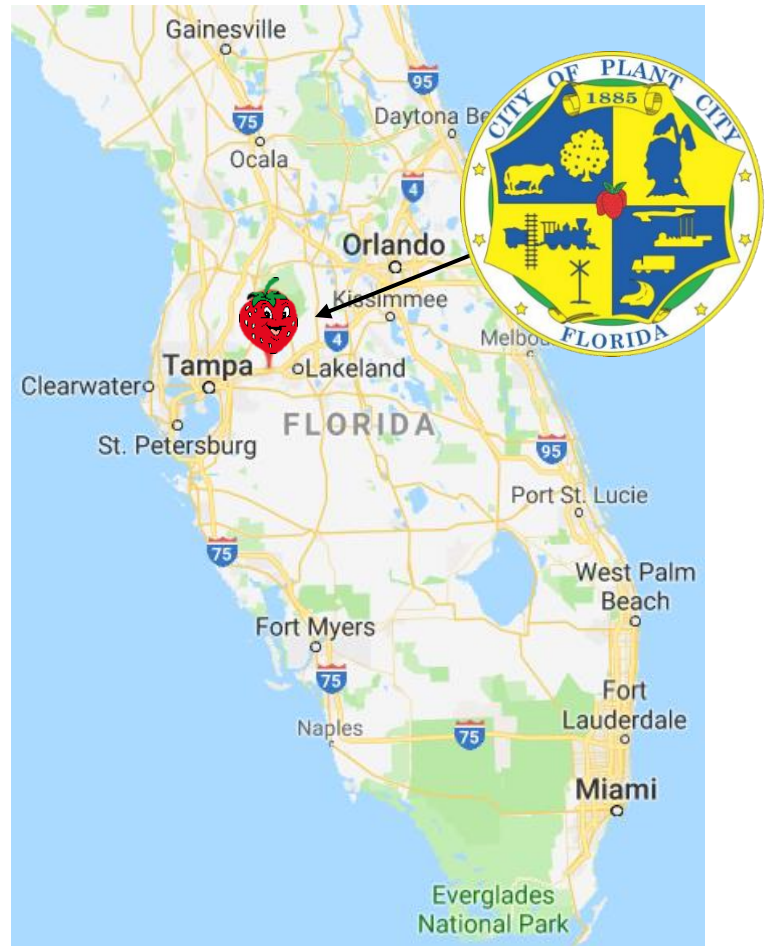 Gainesville
95
CITY OF PLANT CITY
1885
75
Daytona Be
Ocala
4
Orlando
Kissimmee
FLORIDA
4
Melbou
Tampa
Lakeland
Clearwater
FLORIDA
St. Petersburg
95
Port St. Lucie
75
West Palm
Beach
Fort Myers
75
Fort
Lauderdale
Naples
75
Miami
Everglades
National Park